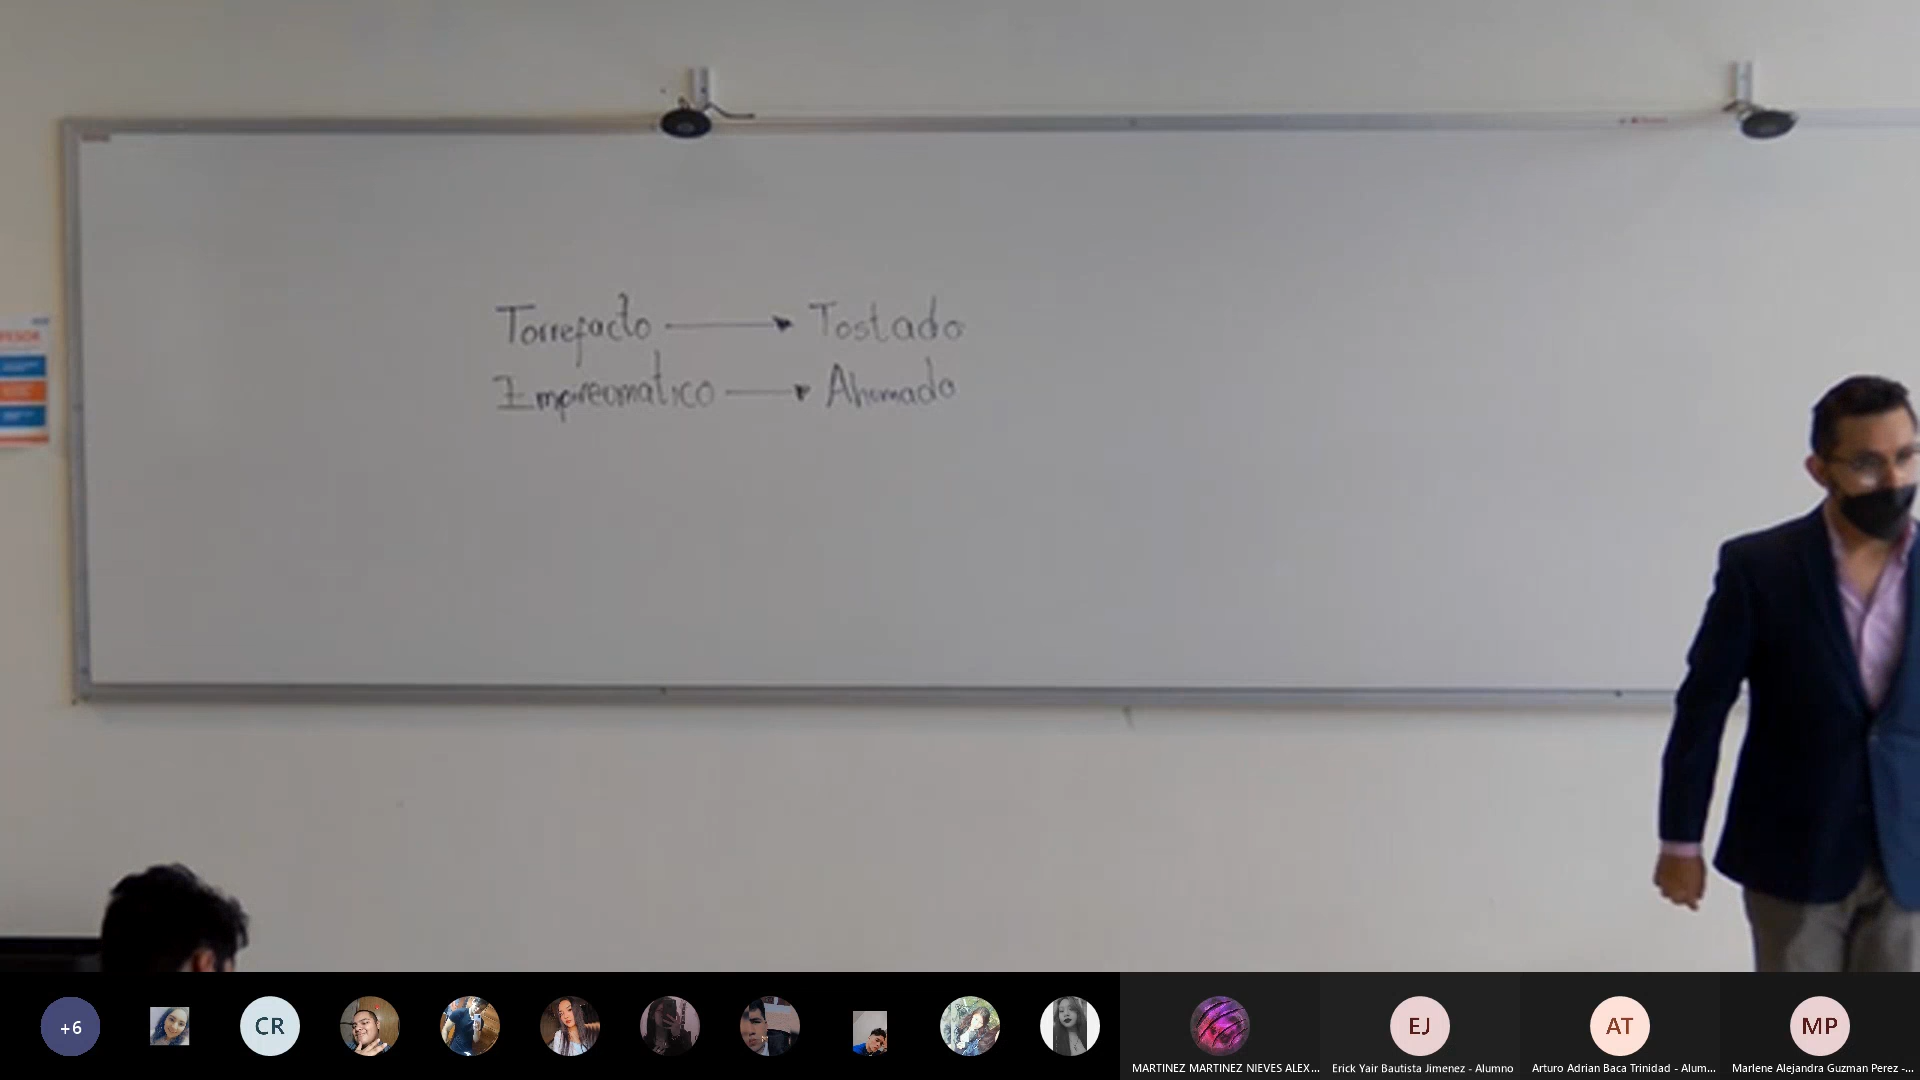 Torrefacto → Tostado
Empireomatico → Ahumado
+6
CR
EJ
AT
MP
MARTINEZ MARTINEZ NIEVES ALEX...
Erick Yair Bautista Jimenez - Alumno
Arturo Adrian Baca Trinidad - Alum...
Marlene Alejandra Guzman Perez -...